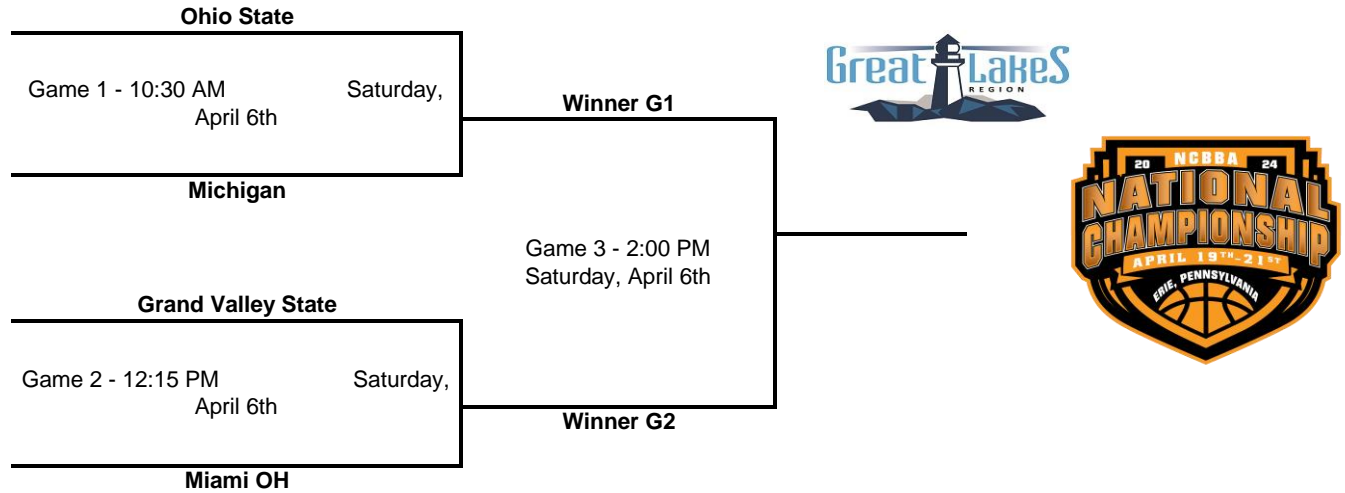 Ohio State
Game 1 - 10:30 AM Saturday,
April 6th
Michigan
Winner G1
Game 3 - 2:00 PM
Saturday, April 6th
Grand Valley State
Game 2 - 12:15 PM Saturday,
April 6th
Winner G2
Miami OH
Great Lakes
REGION
20 NCBBA 24
NATIONAL
CHAMPIONSHIP
APRIL 19TH-21ST
ERIE, PENNSYLVANIA